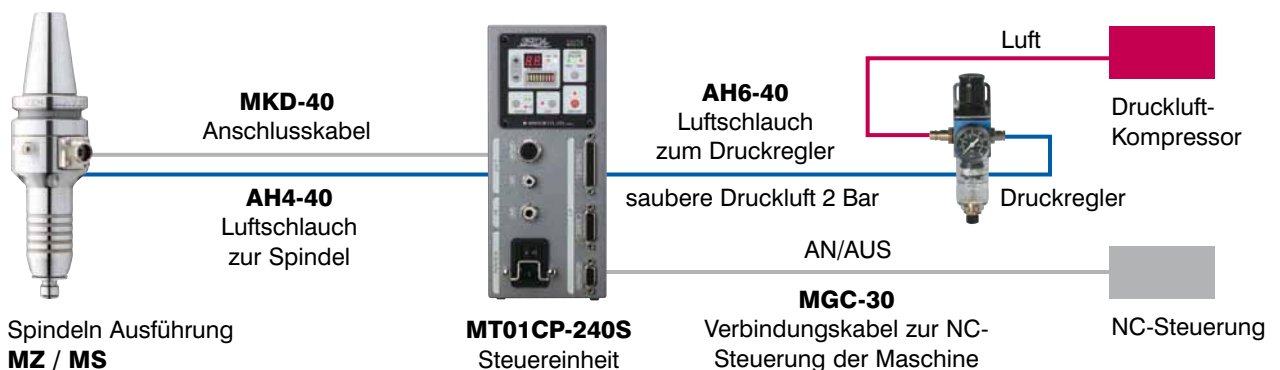 Luft
MKD-40
Anschlusskabel
AH4-40
Luftschlauch
zur Spindel
AH6-40
Luftschlauch
zum Druckregler
saubere Druckluft 2 Bar
Druckluft-
Kompressor
Druckregler
AN/AUS
Spindeln Ausführung
MZ / MS
MT01CP-240S
Steuereinheit
MGC-30
Verbindungskabel zur NC-
Steuerung der Maschine
NC-Steuerung